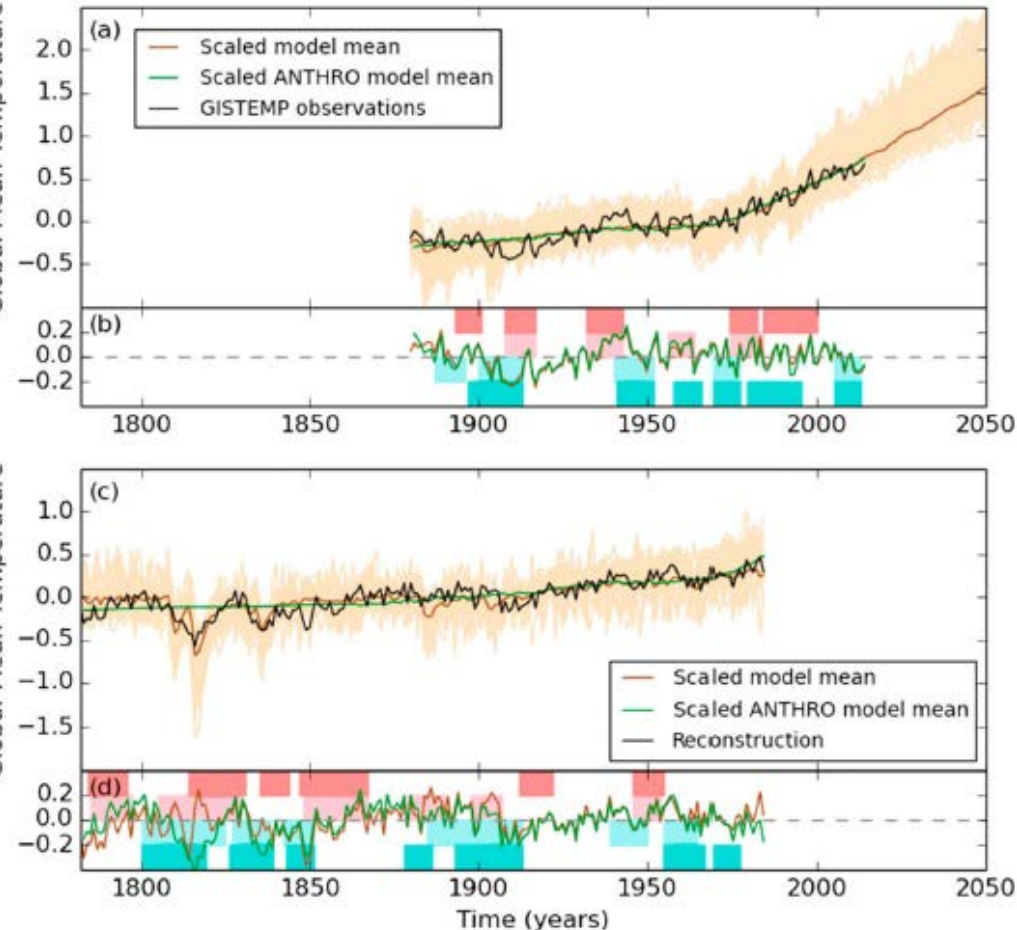 (a)
Scaled model mean
Scaled ANTHRO model mean
GISTEMP observations
2.0
1.5
1.0
0.5
0.0
−0.5
(b)
0.2
0.0
−0.2
1800 1850 1900 1950 2000 2050
(c)
1.0
0.5
0.0
−0.5
−1.0
−1.5
Scaled model mean
Scaled ANTHRO model mean
Reconstruction
(d)
0.2
0.0
−0.2
1800 1850 1900 1950 2000 2050
Time (years)